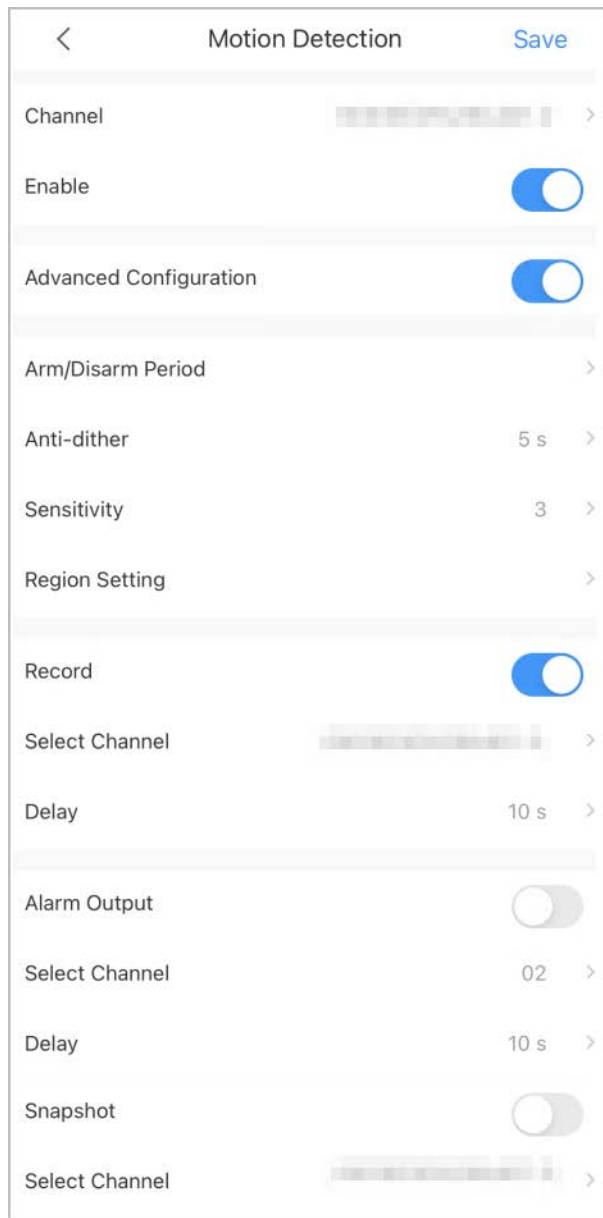 Motion Detection Save
Channel
Enable
Advanced Configuration
Arm/Disarm Period
Anti-dither 5 s
Sensitivity 3
Region Setting
Record
Select Channel
Delay 10 s
Alarm Output
Select Channel 02
Delay 10 s
Snapshot
Select Channel